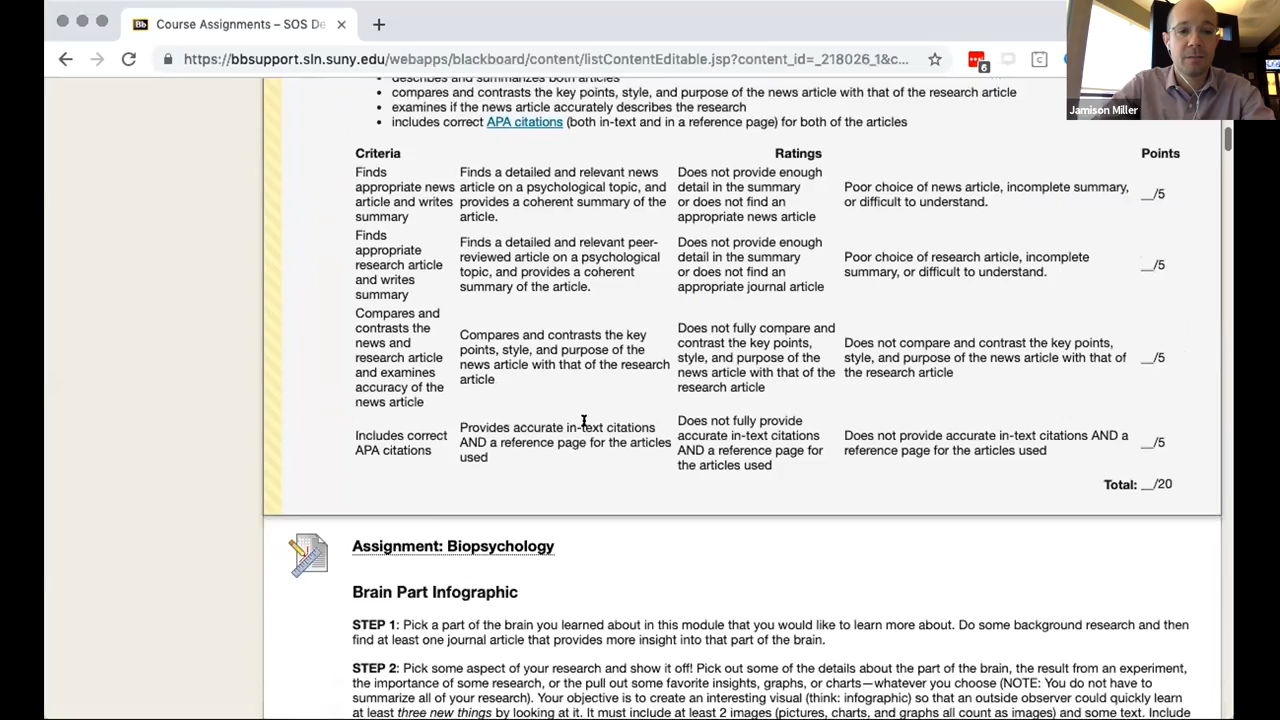 Bb Course Assignments – SOS De
https://bbsupport.sln.suny.edu/webapps/blackboard/content/listContentEditable.jsp?content_id=_218026_1&c...
6
Jamison Miller
describes and summarizes both articles
• compares and contrasts the key points, style, and purpose of the news article with that of the research article
• examines if the news article accurately describes the research
• includes correct APA citations (both in-text and in a reference page) for both of the articles
Criteria Ratings Points
Finds
appropriate news
article and writes
summary
Finds a detailed and relevant news
article on a psychological topic, and
provides a coherent summary of the
article.
Does not provide enough
detail in the summary
or does not find an
appropriate news article
Poor choice of news article, incomplete summary,
or difficult to understand.
__/5
Finds
appropriate
research article
and writes
summary
Finds a detailed and relevant peer-
reviewed article on a psychological
topic, and provides a coherent
summary of the article.
Does not provide enough
detail in the summary
or does not find an
appropriate journal article
Poor choice of research article, incomplete
summary, or difficult to understand.
__/5
Compares and
contrasts the
news and
research article
and examines
accuracy of the
news article
Compares and contrasts the key
points, style, and purpose of the
news article with that of the research
article
Does not fully compare and
contrast the key points,
style, and purpose of the
news article with that of the
research article
Does not compare and contrast the key points,
style, and purpose of the news article with that of
the research article
__/5
Includes correct
APA citations
Provides accurate in-text citations
AND a reference page for the articles
used
Does not fully provide
accurate in-text citations
AND a reference page for
the articles used
Does not provide accurate in-text citations AND a
reference page for the articles used
__/5
Total: __/20
Assignment: Biopsychology
Brain Part Infographic
STEP 1: Pick a part of the brain you learned about in this module that you would like to learn more about. Do some background research and then
find at least one journal article that provides more insight into that part of the brain.
STEP 2: Pick some aspect of your research and show it off! Pick out some of the details about the part of the brain, the result from an experiment,
the importance of some research, or the pull out some favorite insights, graphs, or charts—whatever you choose (NOTE: You do not have to
summarize all of your research). Your objective is to create an interesting visual (think: infographic) so that an outside observer could quickly learn
at least three new things by looking at it. It must include at least 2 images (pictures, charts, and graphs all count as images) and some text. Include